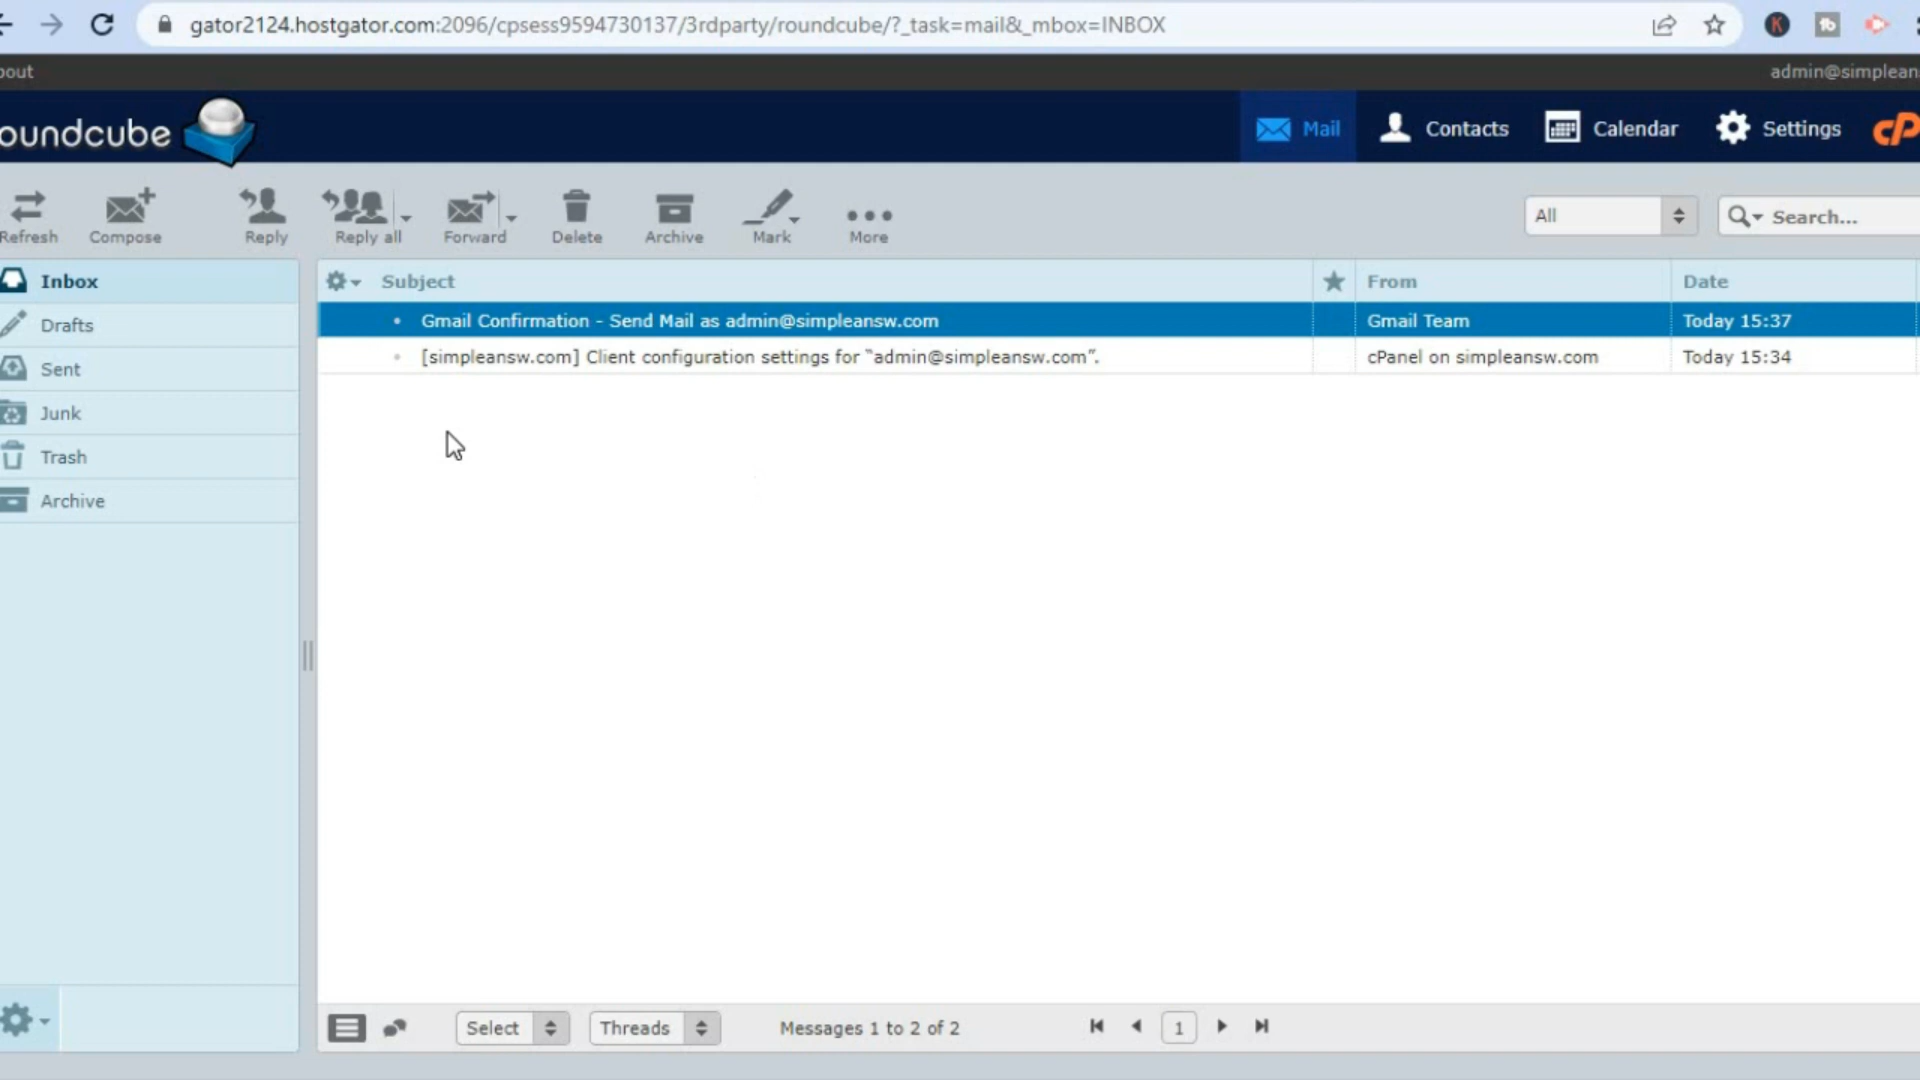 gator2124.hostgator.com:2096/cpsess9594730137/3rdparty/roundcube/?_task=mail&_mbox=INBOX
bout
admin@simplean
oundcube
Mail
Contacts
Calendar
Settings
cP
Refresh
Compose
Reply
Reply all
Forward
Delete
Archive
Mark
More
All
Search...
Inbox
Drafts
Sent
Junk
Trash
Archive
Subject From Date
Gmail Confirmation - Send Mail as admin@simpleansw.com Gmail Team Today 15:37
[simpleansw.com] Client configuration settings for “admin@simpleansw.com”. cPanel on simpleansw.com Today 15:34
Select
Threads
Messages 1 to 2 of 2
1